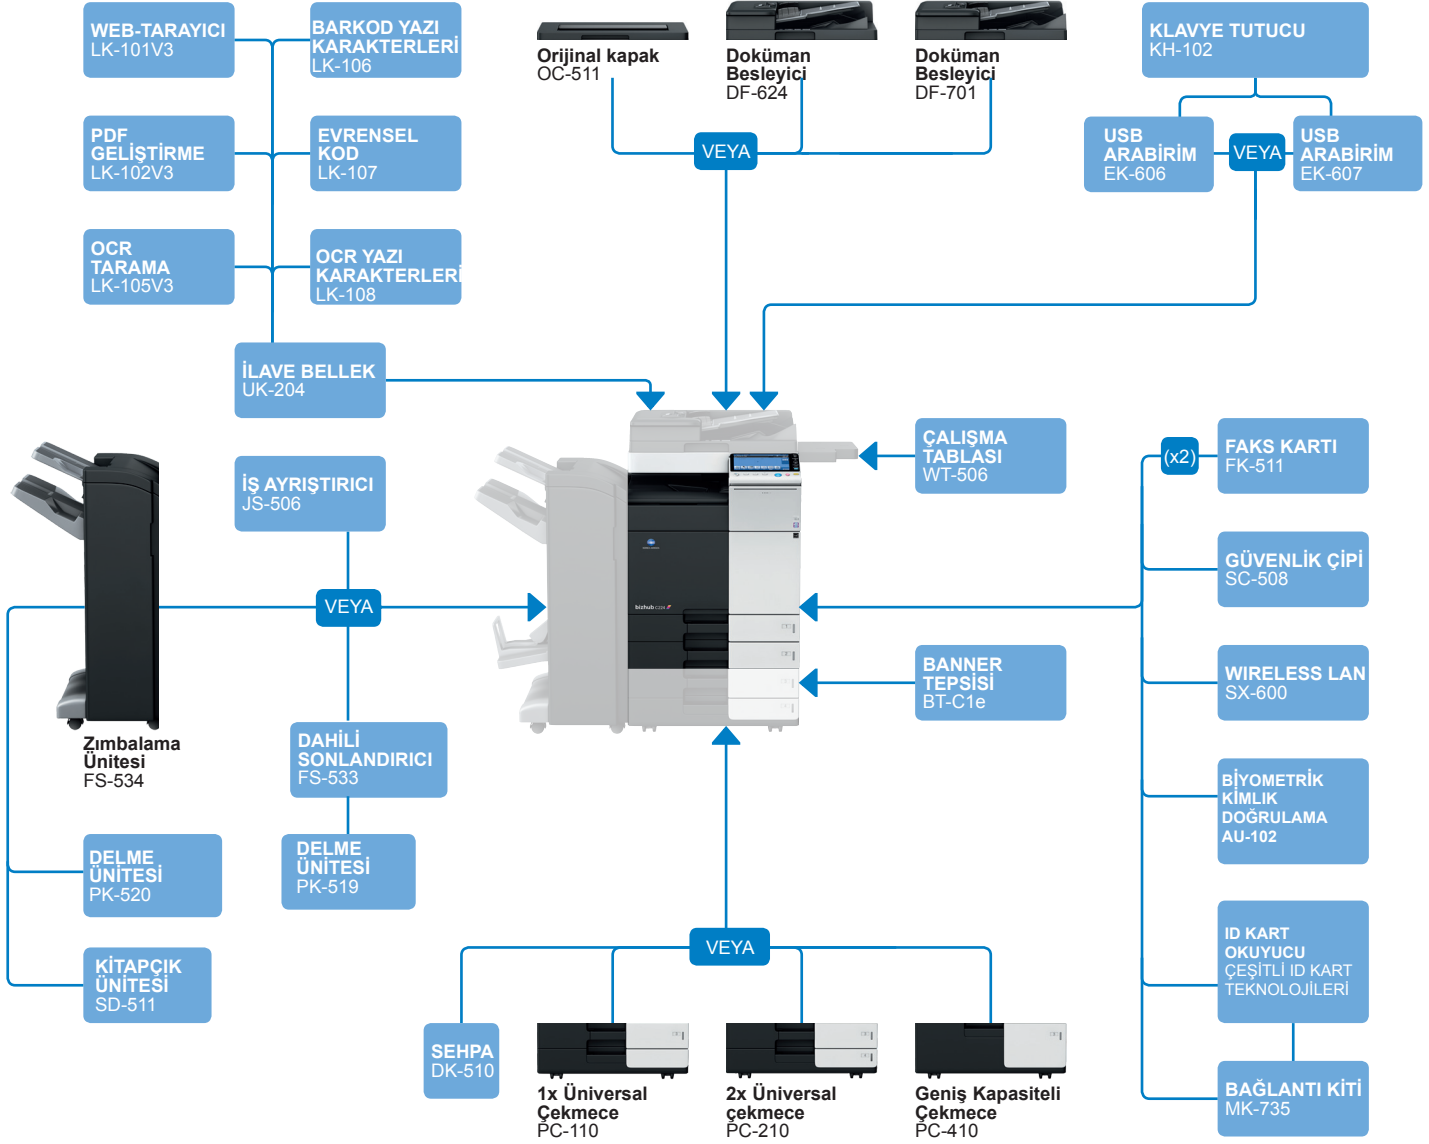 WEB-TARAYICI
LK-101V3
BARKOD YAZI
KARAKTERLERİ
LK-106
PDF
GELİŞTİRME
LK-102V3
EVRENSEL
KOD
LK-107
OCR
TARAMA
LK-105V3
OCR YAZI
KARAKTERLERİ
LK-108
İLAVE BELLEK
UK-204
Orijinal kapak
OC-511
Doküman
Besleyici
DF-624
Doküman
Besleyici
DF-701
VEYA
KLAVYE TUTUCU
KH-102
USB
ARABİRİM
EK-606
VEYA
USB
ARABİRİM
EK-607
İŞ AYRIŞTIRICI
JS-506
VEYA
Zımbalama
Ünitesi
FS-534
DAHİLİ
SONLANDIRICI
FS-533
DELME
ÜNİTESİ
PK-519
DELME
ÜNİTESİ
PK-520
KİTAPÇIK
ÜNİTESİ
SD-511
bizhub C226
ÇALIŞMA
TABLASI
WT-506
BANNER
TEPSİSİ
BT-C1e
(x2)
FAKS KARTI
FK-511
GÜVENLİK ÇİPİ
SC-508
WIRELESS LAN
SX-600
BİYOMETRİK
KİMLIK
DOĞRULAMA
AU-102
ID KART
OKUYUCU
ÇEŞİTLİ ID KART
TEKNOLOJİLERİ
BAĞLANTI KİTİ
MK-735
VEYA
SEHPA
DK-510
1x Üniversal
Çekmece
PC-110
2x Üniversal
çekmece
PC-210
Geniş Kapasiteli
Çekmece
PC-410